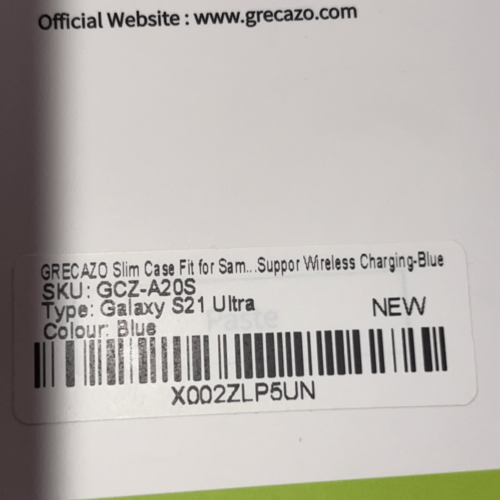 Official Website : www.grecazo.com
GRECAZO Slim Case Fit for Sam...Suppor Wireless Charging-Blue
SKU: GCZ-A20S
Type: Galaxy S21 Ultra
NEW
Colour: Blue
Paste
X002ZLP5UN